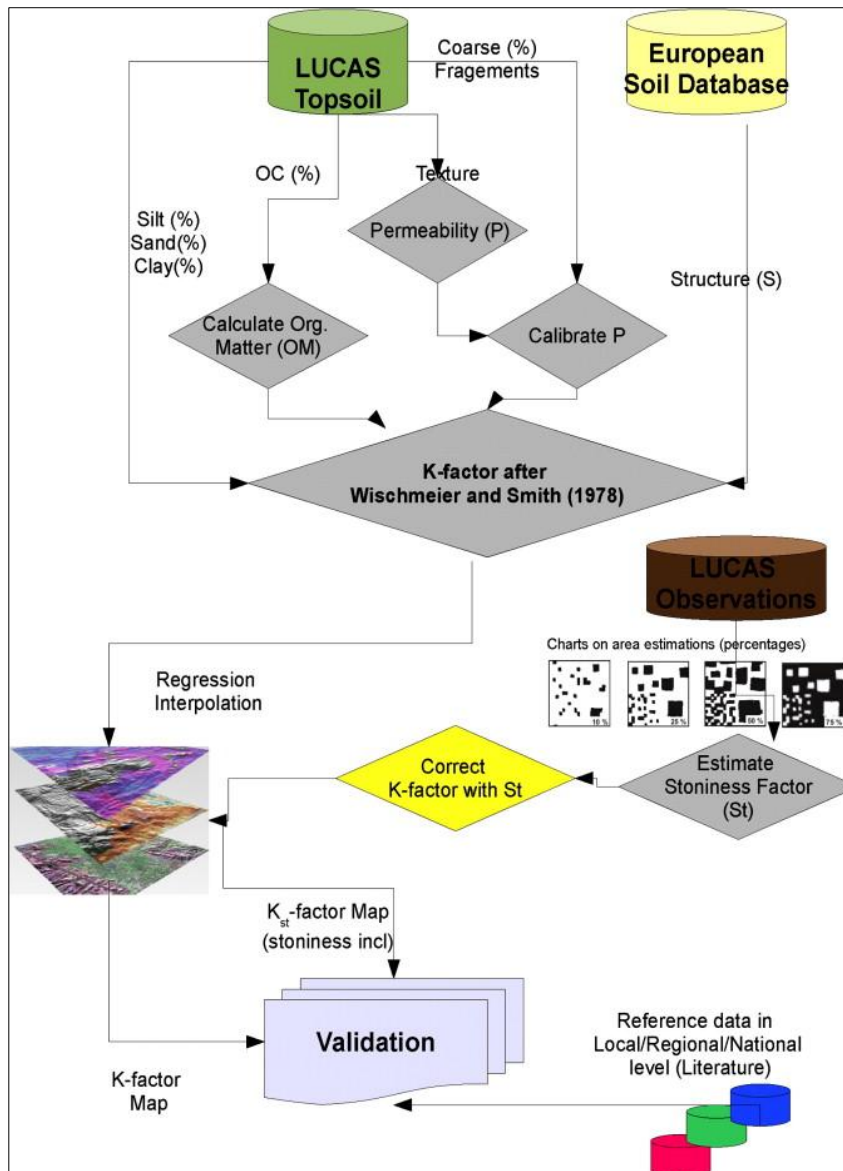 LUCAS
Topsoil
Coarse (%)
Fragements
European
Soil Database
OC (%)
Texture
Silt (%)
Sand(%)
Clay(%)
Permeability (P)
Structure (S)
Calculate Org.
Matter (OM)
Calibrate P
K-factor after
Wischmeier and Smith (1978)
LUCAS
Observations
Charts on area estimations (percentages)
10 %
25 %
50 %
75 %
Regression
Interpolation
Correct
K-factor with St
Estimate
Stoniness Factor
(St)
Kst-factor Map
(stoniness incl)
Validation
Reference data in
Local/Regional/National
level (Literature)
K-factor
Map